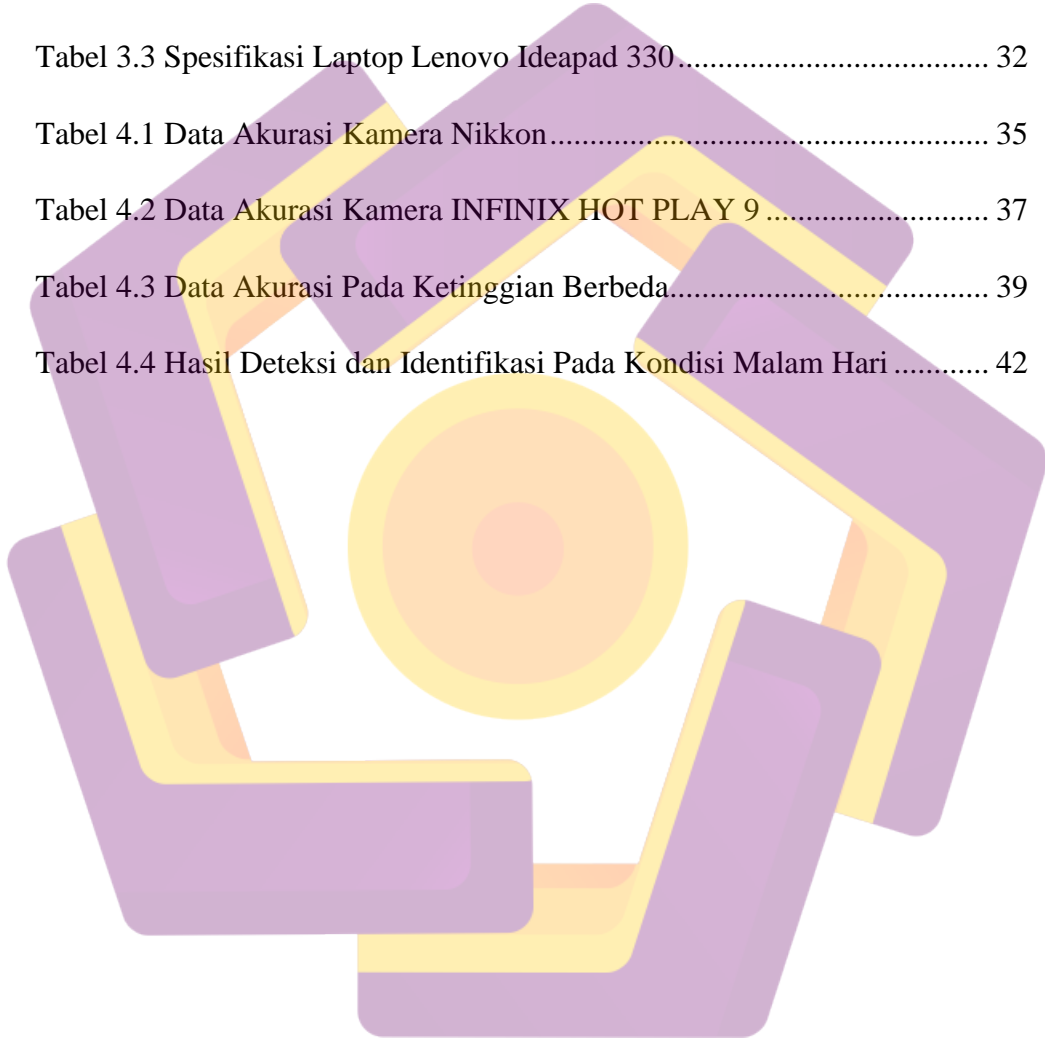 Tabel 3.3 Spesifikasi Laptop Lenovo Ideapad 330.................................... 32
Tabel 4.1 Data Akurasi Kamera Nikkon................................................... 35
Tabel 4.2 Data Akurasi Kamera INFINIX HOT PLAY 9.......................... 37
Tabel 4.3 Data Akurasi Pada Ketinggian Berbeda..................................... 39
Tabel 4.4 Hasil Deteksi dan Identifikasi Pada Kondisi Malam Hari........... 42